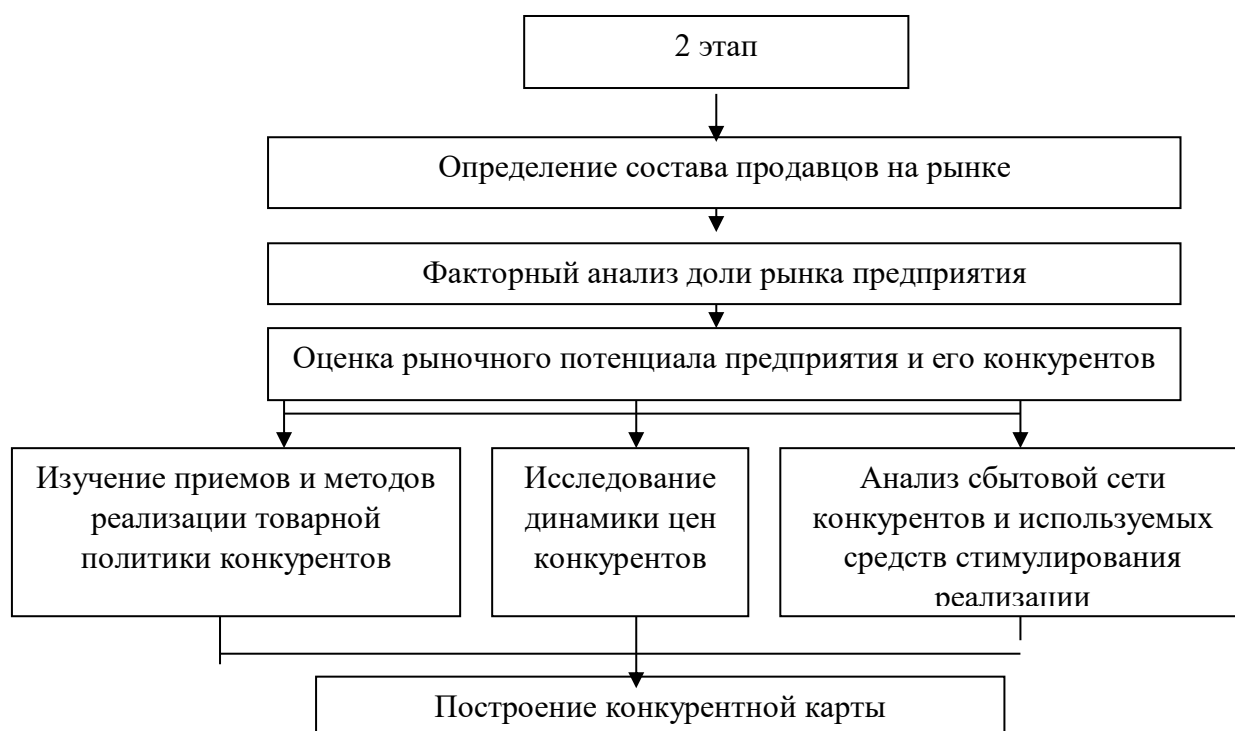 2 этап
Определение состава продавцов на рынке
Факторный анализ доли рынка предприятия
Оценка рыночного потенциала предприятия и его конкурентов
Изучение приемов и методов
реализации товарной
политики конкурентов
Исследование
динамики цен
конкурентов
Анализ сбытовой сети
конкурентов и используемых
средств стимулирования
реализации
Построение конкурентной карты